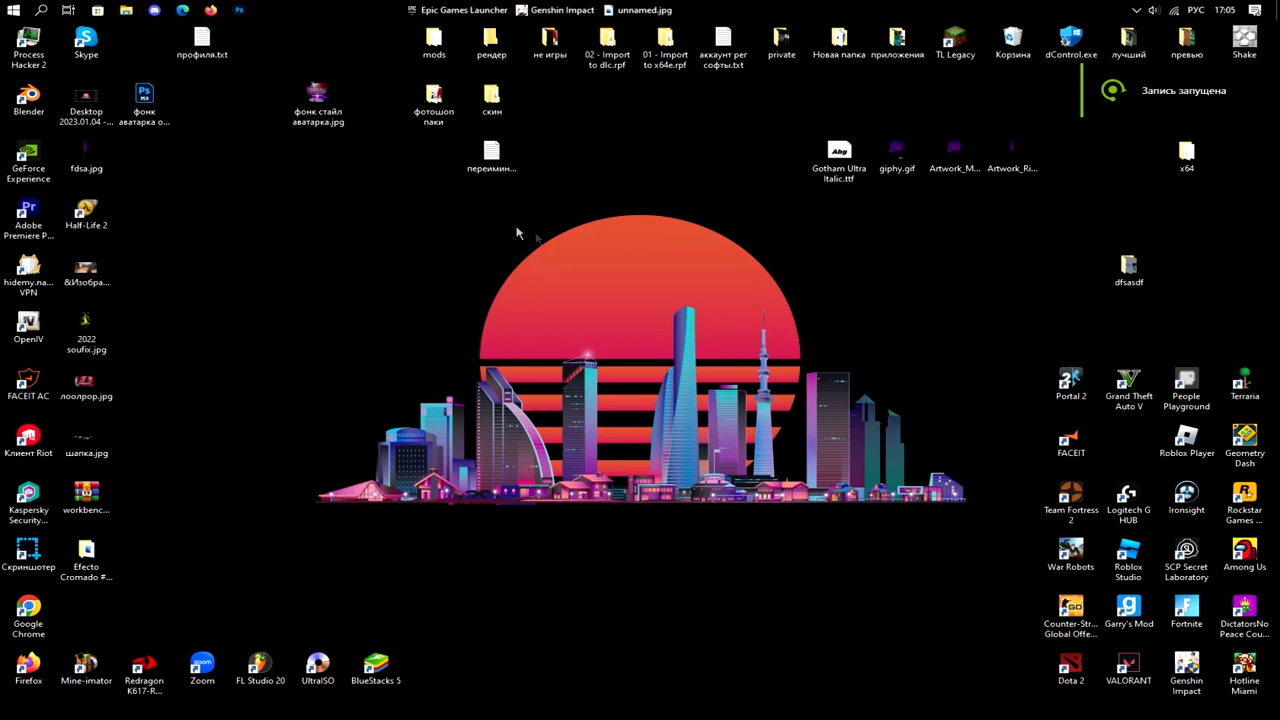 Epic Games Launcher
Genshin Impact
unnamed.jpg
РУС
17:05
Process
Hacker 2
Skype
профиля.txt
mods
рендер
не игры
02 - Import
to dlc.rpf
01 - Import
to x64e.rpf
аккаунт рег
софты.txt
private
Новая папка
приложения
TL Legacy
Корзина
dControl.exe
лучший
превью
Shake
Запись запущена
Blender
Desktop
2023.01.04 -...
фонк
аватарка о...
фонк стайл
аватарка.jpg
фотошоп
паки
скин
GeForce
Experience
fdsa.jpg
переимин...
Abg
Gotham Ultra
Italic.ttf
giphy.gif
Artwork_M...
Artwork_Ri...
x64
Adobe
Premiere P...
Half-Life 2
hidemy.na...
VPN
&Изобра...
dfsasdf
OpenIV
2022
soufix.jpg
FACEIT AC
лоолрор.jpg
Portal 2
Grand Theft
Auto V
People
Playground
Terraria
Клиент Riot
шапка.jpg
FACEIT
Roblox Player
Geometry
Dash
Kaspersky
Security...
workbenc...
Team Fortress
2
Logitech G
HUB
Ironsight
Rockstar
Games ...
Скриншотер
Efecto
Cromado #...
War Robots
Roblox
Studio
SCP Secret
Laboratory
Among Us
Google
Chrome
Counter-Str...
Global Offe...
Garry's Mod
Fortnite
DictatorsNo
Peace Cou...
Firefox
Mine-imator
Redragon
K617-R...
Zoom
FL Studio 20
UltraISO
BlueStacks 5
Dota 2
VALORANT
Genshin
Impact
Hotline
Miami